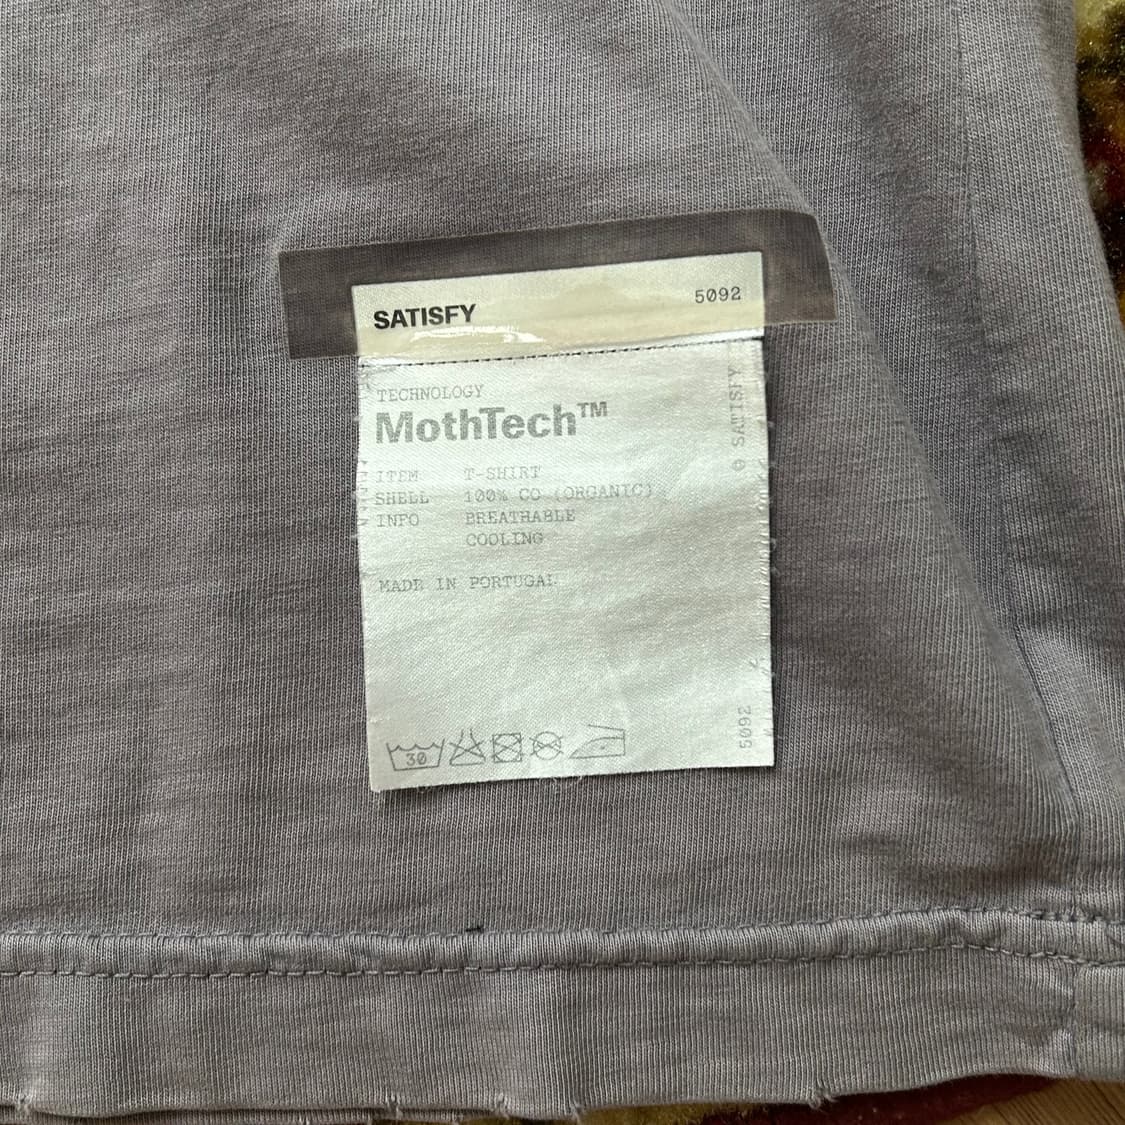 SATISFY 5092
TECHNOLOGY
MothTech™
ITEM T-SHIRT
SHELL 100% CO (ORGANIC)
INFO BREATHABLE
COOLING
MADE IN PORTUGAL
30
© SATISFY
5092